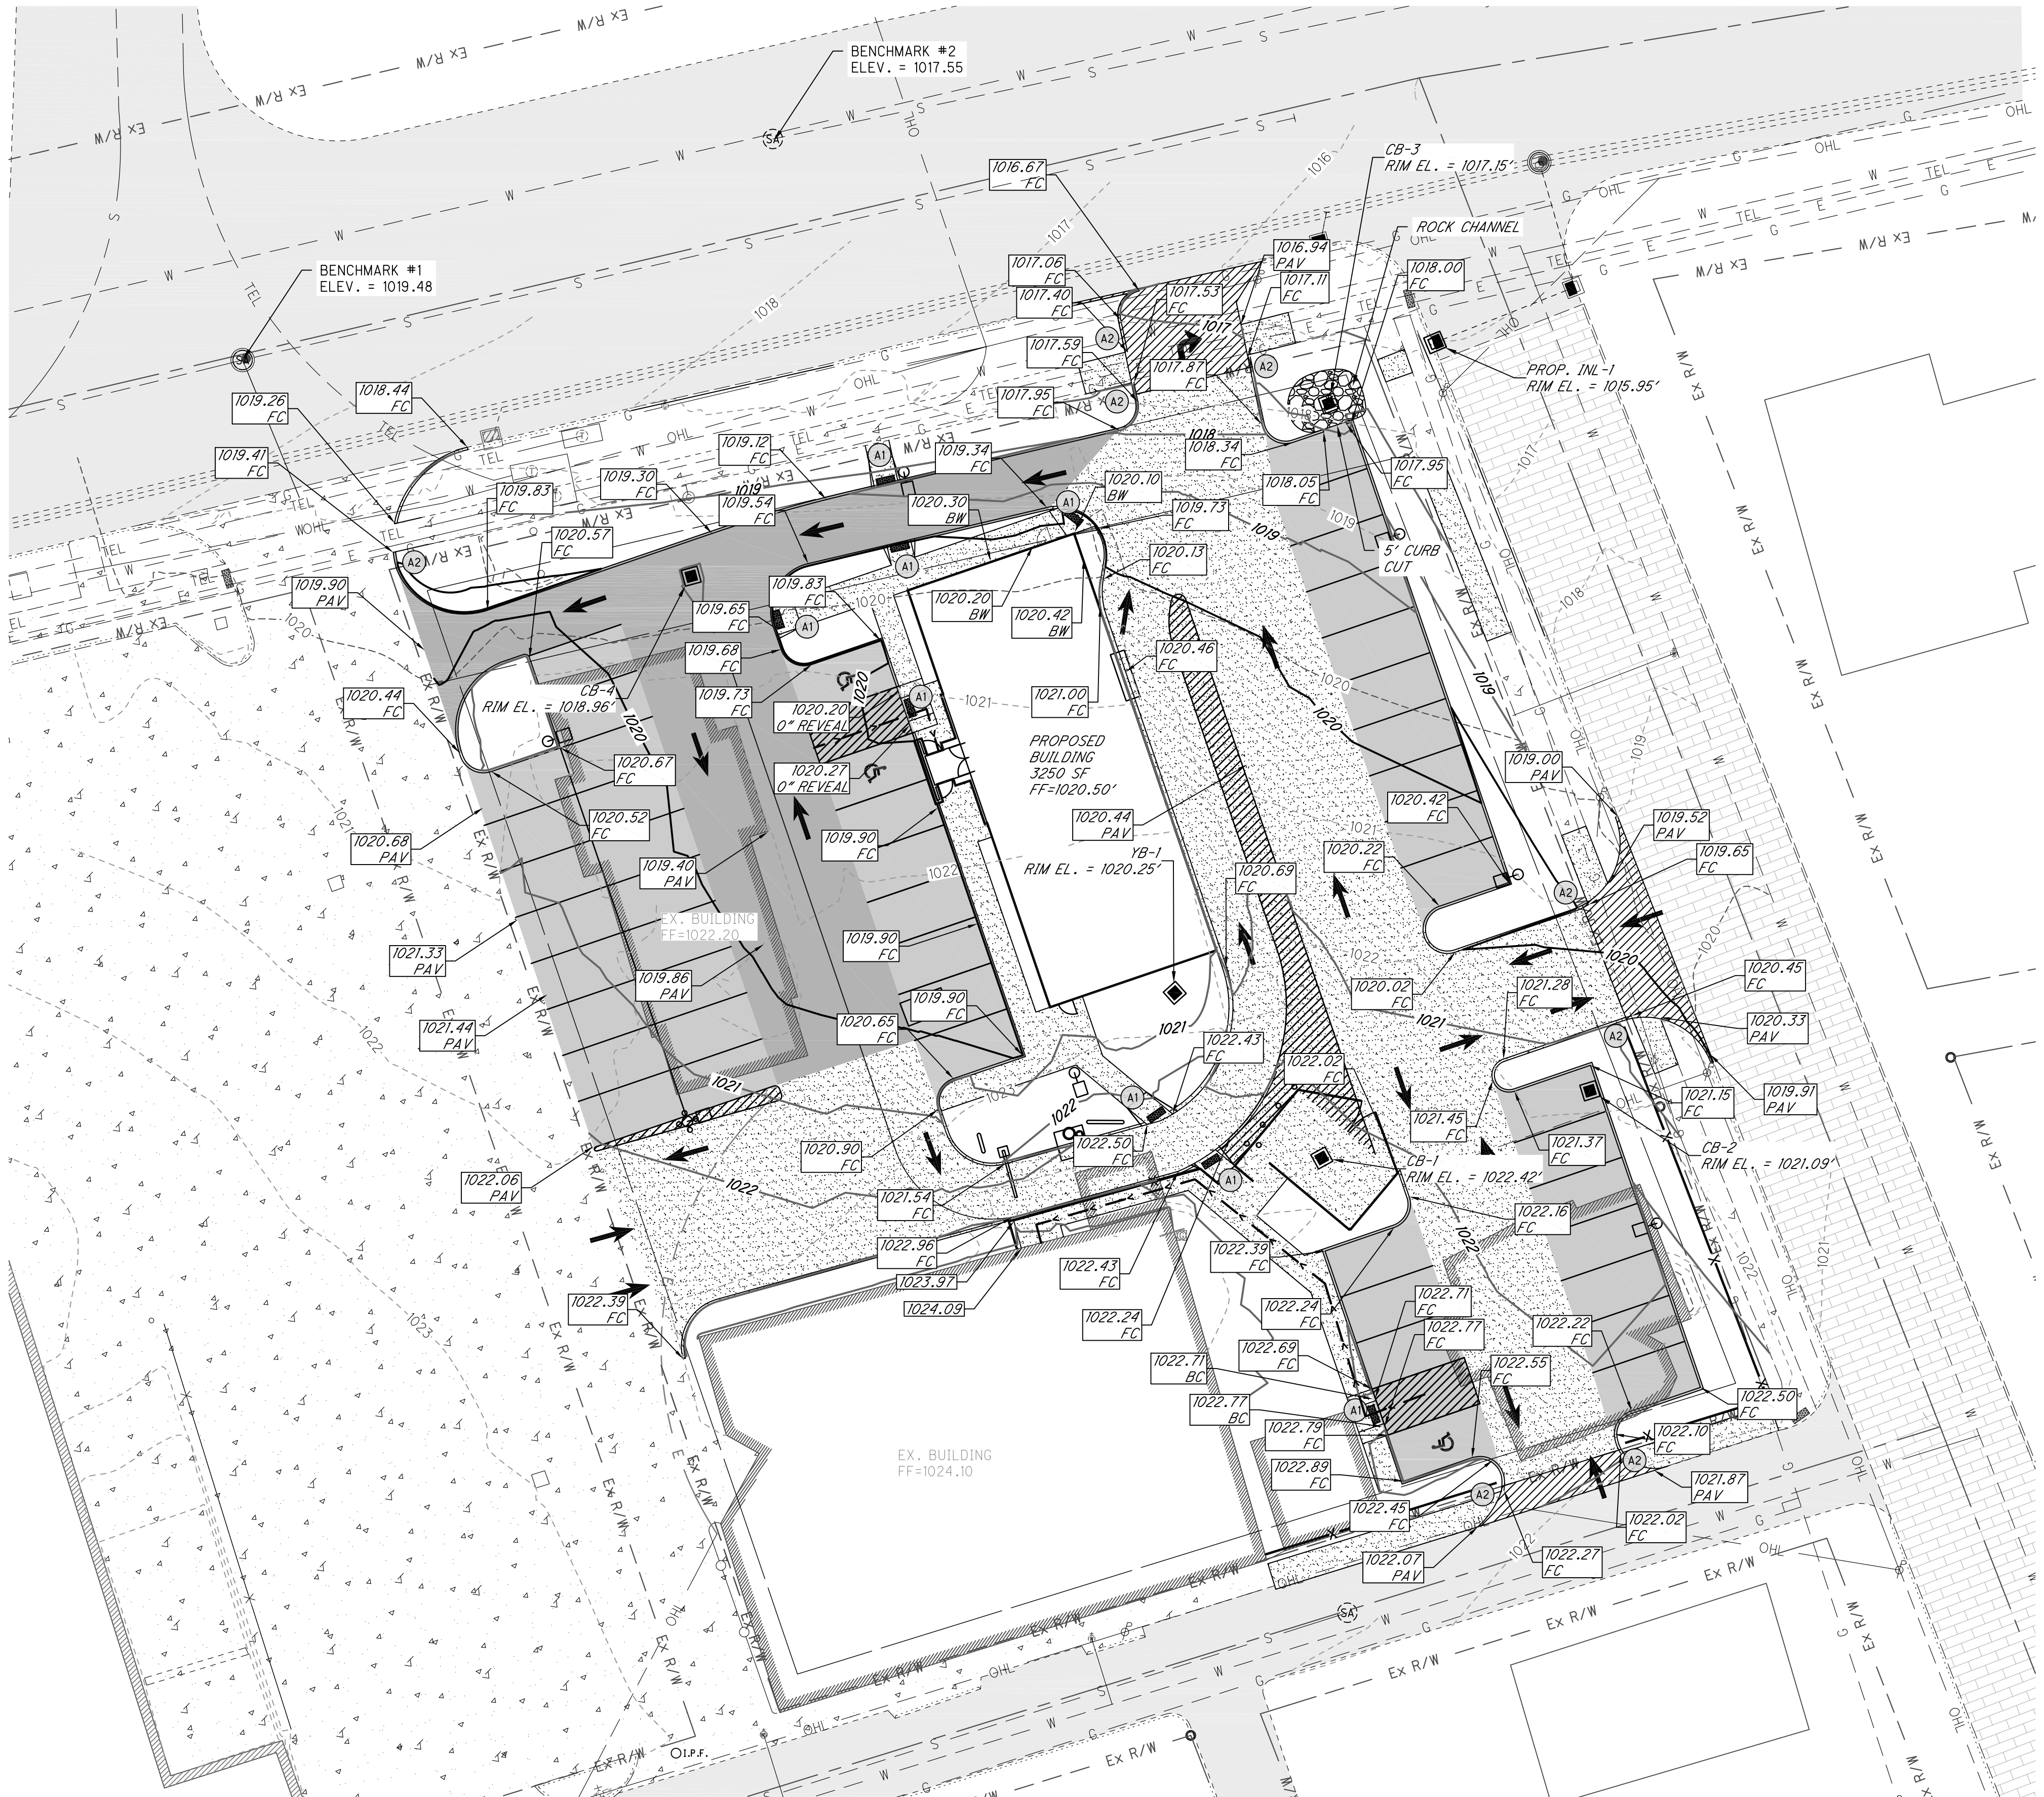 BENCHMARK #2
ELEV. = 1017.55
BENCHMARK #1
ELEV. = 1019.48
CB-3
RIM EL. = 1017.15'
ROCK CHANNEL
1016.67
FC
1016.94
PAV
1017.06
FC
1017.40
FC
1017.53
FC
1017.11
FC
1018.00
FC
PROP. INL-1
RIM EL. = 1015.95'
1017.59
FC
1017.87
FC
1017.95
FC
1018.44
FC
1019.26
FC
1019.41
FC
1019.12
FC
1019.34
FC
1018.34
FC
1018.05
FC
1017.95
FC
1019.83
FC
1019.30
FC
1019.54
FC
1020.30
BW
1020.10
BW
1019.73
FC
5' CURB
CUT
1020.57
FC
1020.13
FC
1019.90
PAV
1019.83
FC
1020.20
BW
1020.42
BW
1019.65
FC
1019.68
FC
1020.46
FC
1020.44
FC
CB-4
RIM EL. = 1018.96'
1019.73
FC
1020.20
0" REVEAL
1021.00
FC
PROPOSED
BUILDING
3250 SF
FF=1020.50'
1020.67
FC
1020.27
0" REVEAL
1019.00
PAV
1020.42
FC
1019.52
PAV
1020.52
FC
1020.44
PAV
1020.68
PAV
1019.90
FC
1020.22
FC
1019.65
FC
YB-1
RIM EL. = 1020.25'
1019.40
PAV
1020.69
FC
EX. BUILDING
FF=1022.20
1019.90
FC
1021.33
PAV
1019.86
PAV
1020.02
FC
1021.28
FC
1020.45
FC
1019.90
FC
1020.65
FC
1021.44
PAV
1020.33
PAV
1022.43
FC
1022.02
FC
1019.91
PAV
1021.15
FC
1021.45
FC
1021.37
FC
1020.90
FC
1022.50
FC
CB-1
RIM EL. = 1022.42'
CB-2
RIM EL. = 1021.09'
1022.06
PAV
1021.54
FC
1022.16
FC
1022.96
FC
1023.97
1024.09
1022.43
FC
1022.39
FC
1022.39
FC
1022.24
FC
1022.24
FC
1022.71
FC
1022.77
FC
1022.22
FC
1022.69
FC
1022.71
BC
1022.55
FC
1022.77
BC
1022.50
FC
1022.79
FC
1022.10
FC
EX. BUILDING
FF=1024.10
1022.89
FC
1021.87
PAV
1022.45
FC
1022.02
FC
1022.07
PAV
1022.27
FC
I.P.F.
1016
1017
1018
1019
1020
1021
1022
1023
A1
A2
SA
Ex R/W
OHL
TEL
WOHL
W
S
G
E
T
X